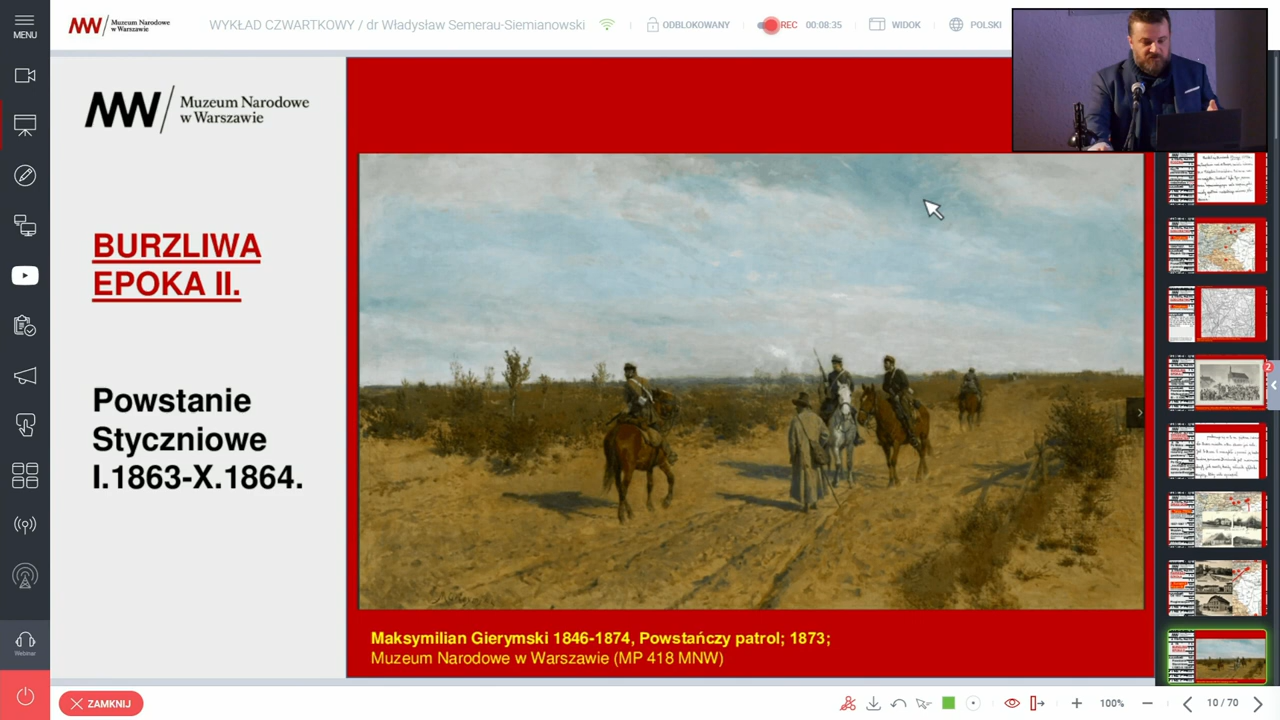 MENU
Muzeum Narodowe
w Warszawie
WYKŁAD CZWARTKOWY / dr Władysław Semerau-Siemianowski
ODBLOKOWANY
REC
00:08:35
WIDOK
POLSKI
MW
Muzeum Narodowe
w Warszawie
BURZLIWA
EPOKA II.
Powstanie
Styczniowe
I.1863-X.1864.
Maksymilian Gierymski 1846-1874, Powstańczy patrol; 1873;
Muzeum Narodowe w Warszawie (MP 418 MNW)
2
Webinar
ZAMKNIJ
100%
10 / 70